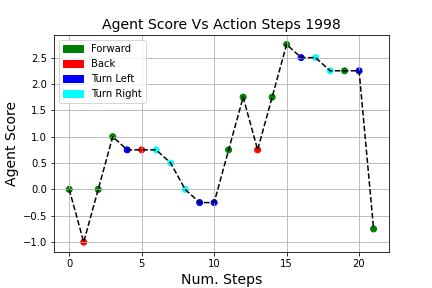 Agent Score Vs Action Steps 1998
Forward
Back
Turn Left
Turn Right
Agent Score
2.5
2.0
1.5
1.0
0.5
0.0
−0.5
−1.0
0 5 10 15 20
Num. Steps